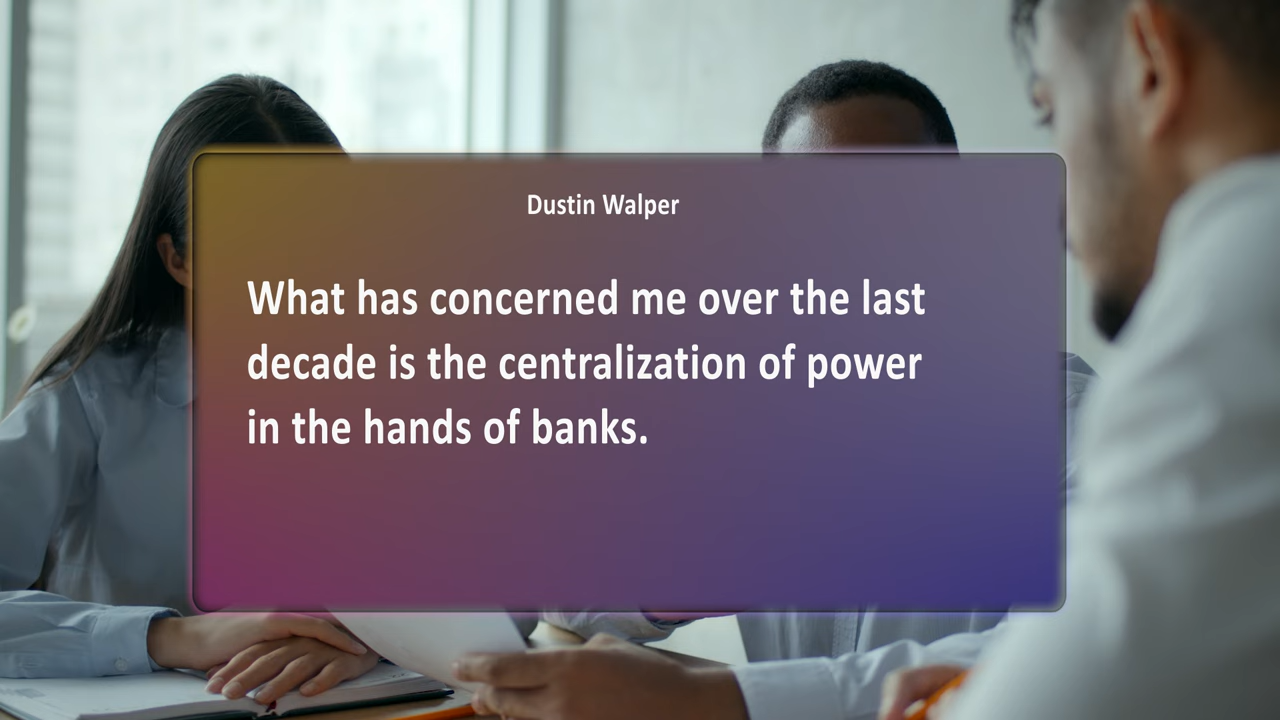 Dustin Walper
What has concerned me over the last
decade is the centralization of power
in the hands of banks.